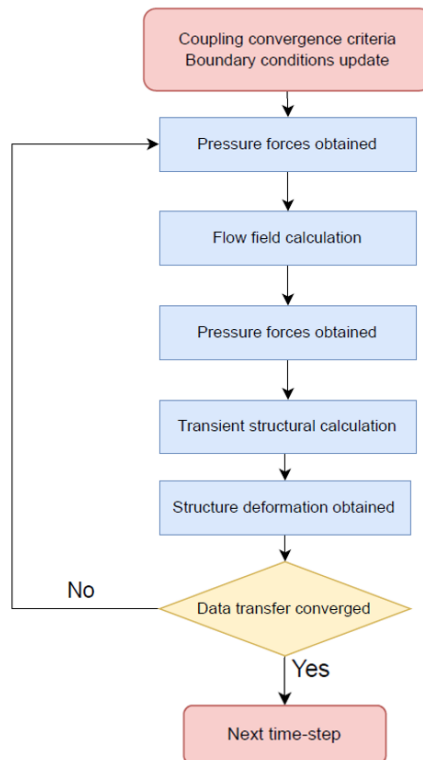 Coupling convergence criteria
Boundary conditions update
Pressure forces obtained
Flow field calculation
Pressure forces obtained
Transient structural calculation
Structure deformation obtained
No
Data transfer converged
Yes
Next time-step